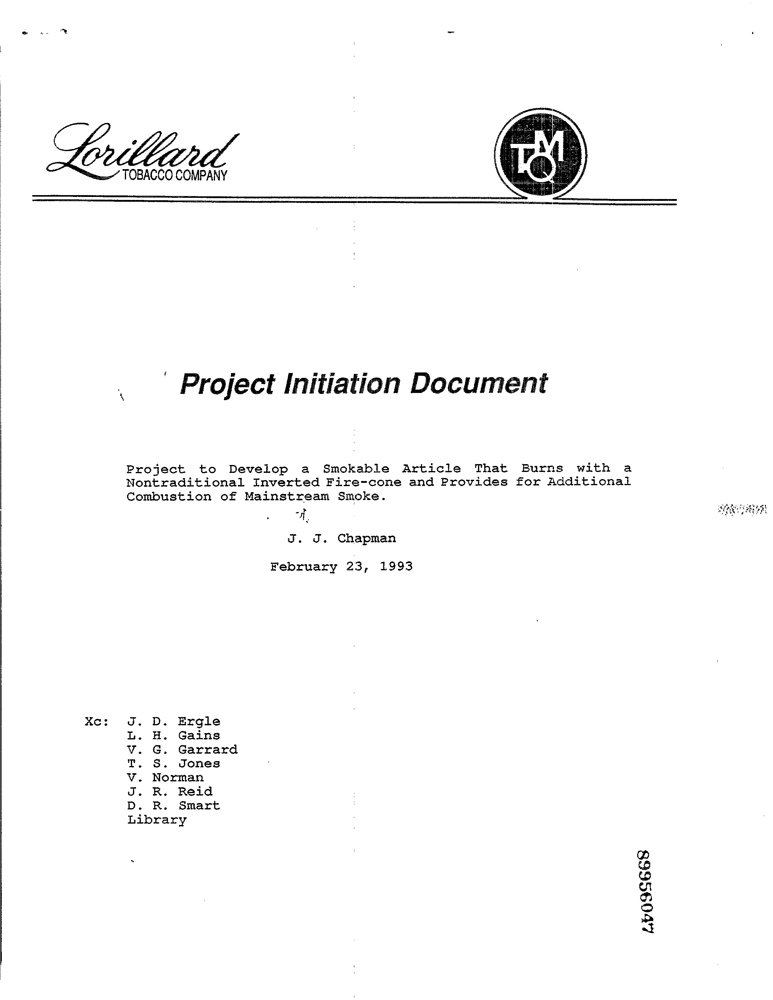 Lorillard
TOBACCO COMPANY
TQM
Project Initiation Document
Project to Develop a Smokable Article That Burns with a
Nontraditional Inverted Fire-cone and Provides for Additional
Combustion of Mainstream Smoke.
J. J. Chapman
February 23, 1993
Xc: J. D. Ergle
L. H. Gains
V. G. Garrard
T. S. Jones
V. Norman
J. R. Reid
D. R. Smart
Library
89956047